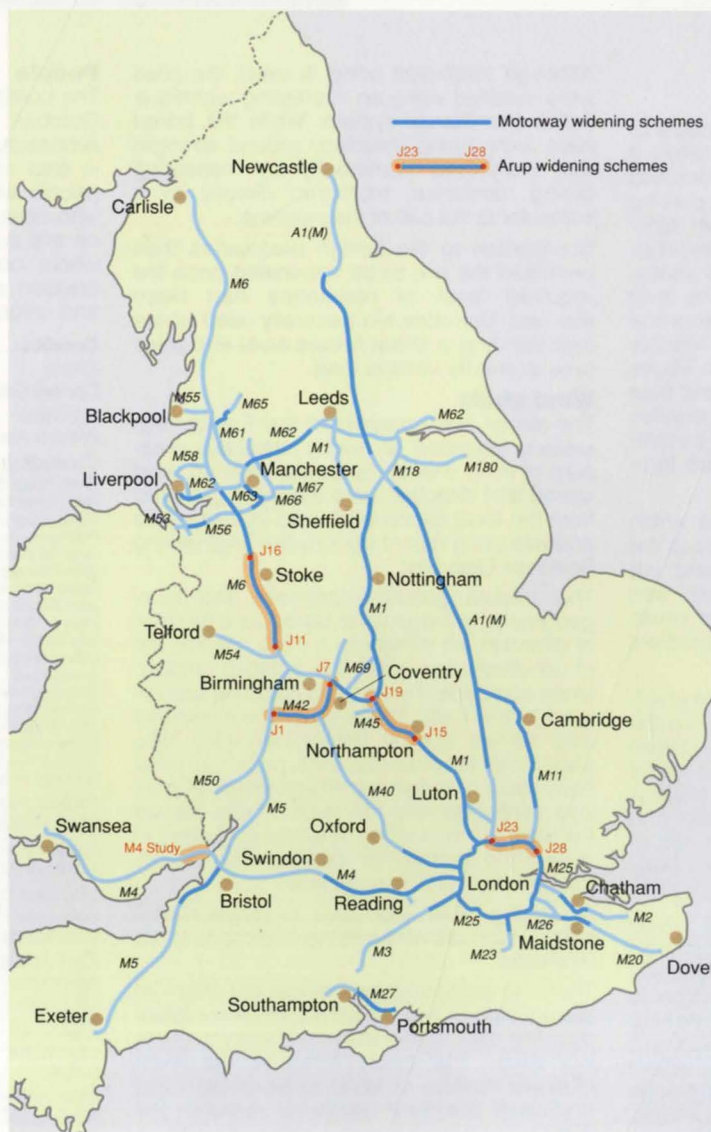 Motorway widening schemes
J23 J28
Arup widening schemes
Newcastle
Carlisle
A1(M)
M6
M55
M65
Leeds
M62
Blackpool
M61
M62
M1
M58
Manchester
M18
M180
Liverpool
M62
M63
M67
M66
M53
M56
Sheffield
J16
Stoke
Nottingham
M6
M1
A1(M)
Telford
J11
M54
J7
M69
Coventry
Birmingham
M42
J19
J1
M45
J15
Cambridge
Northampton
M1
M11
M50
M40
Luton
M5
Swansea
M4 Study
Oxford
J23
J28
Swindon
M25
M4
M4
London
Chatham
Bristol
Reading
M25
M26
M2
M3
M23
Maidstone
M20
Dove
M5
Southampton
M27
Exeter
Portsmouth